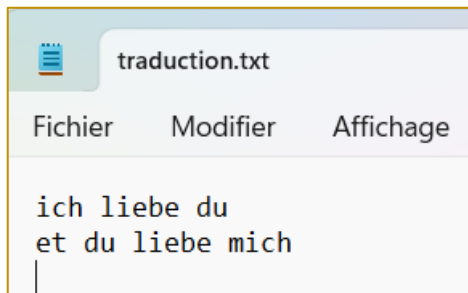 traduction.txt
Fichier Modifier Affichage
ich liebe du
et du liebe mich